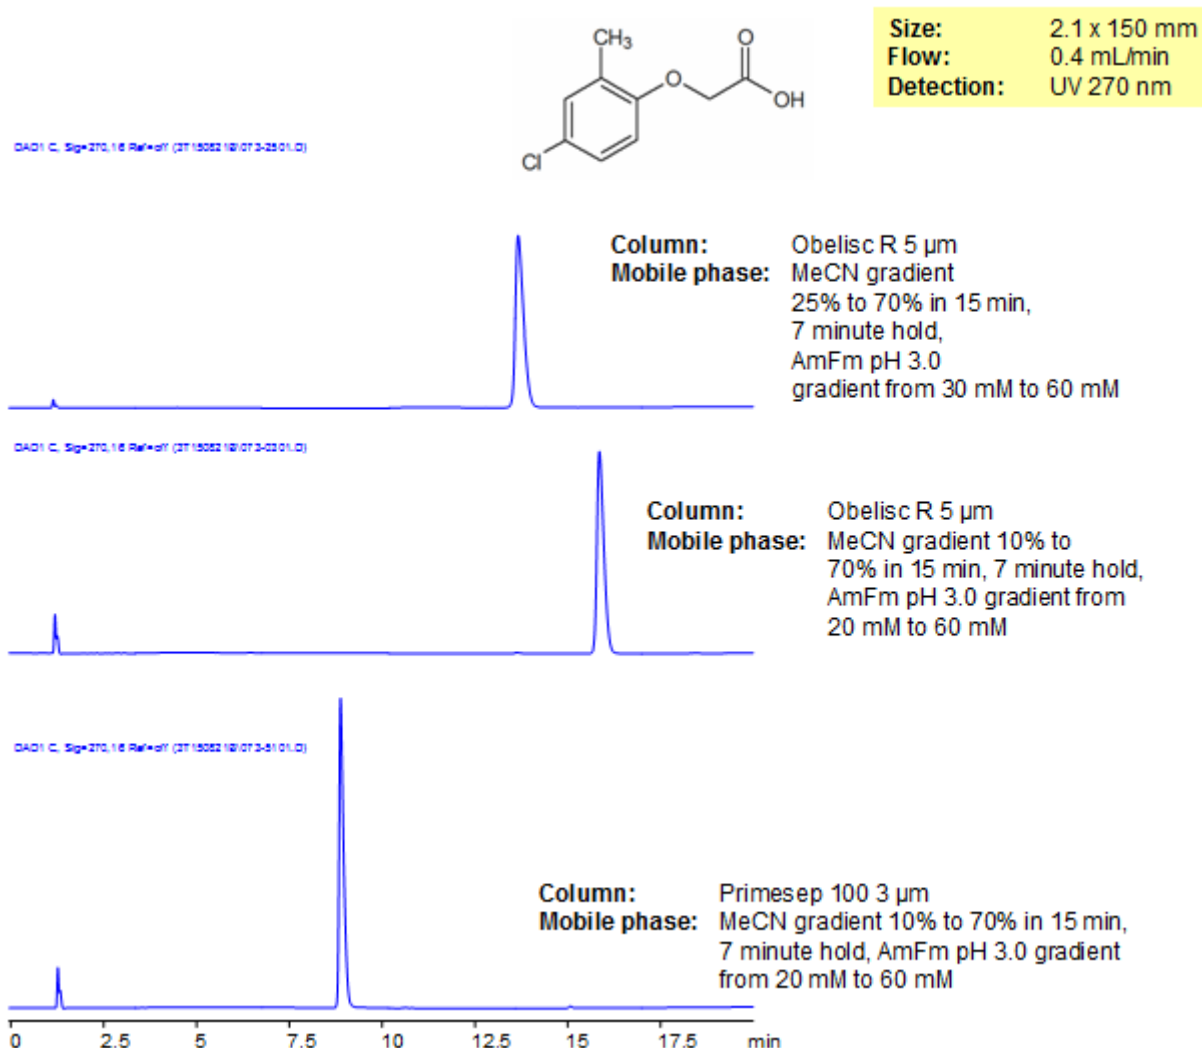 CH3
O
O
OH
Cl
Size: 2.1 x 150 mm
Flow: 0.4 mL/min
Detection: UV 270 nm
Column: Obelisc R 5 µm
Mobile phase: MeCN gradient
25% to 70% in 15 min,
7 minute hold,
AmFm pH 3.0
gradient from 30 mM to 60 mM
Column: Obelisc R 5 µm
Mobile phase: MeCN gradient 10% to
70% in 15 min, 7 minute hold,
AmFm pH 3.0 gradient from
20 mM to 60 mM
Column: Primesep 100 3 µm
Mobile phase: MeCN gradient 10% to 70% in 15 min,
7 minute hold, AmFm pH 3.0 gradient
from 20 mM to 60 mM
0 2.5 5 7.5 10 12.5 15 17.5 min